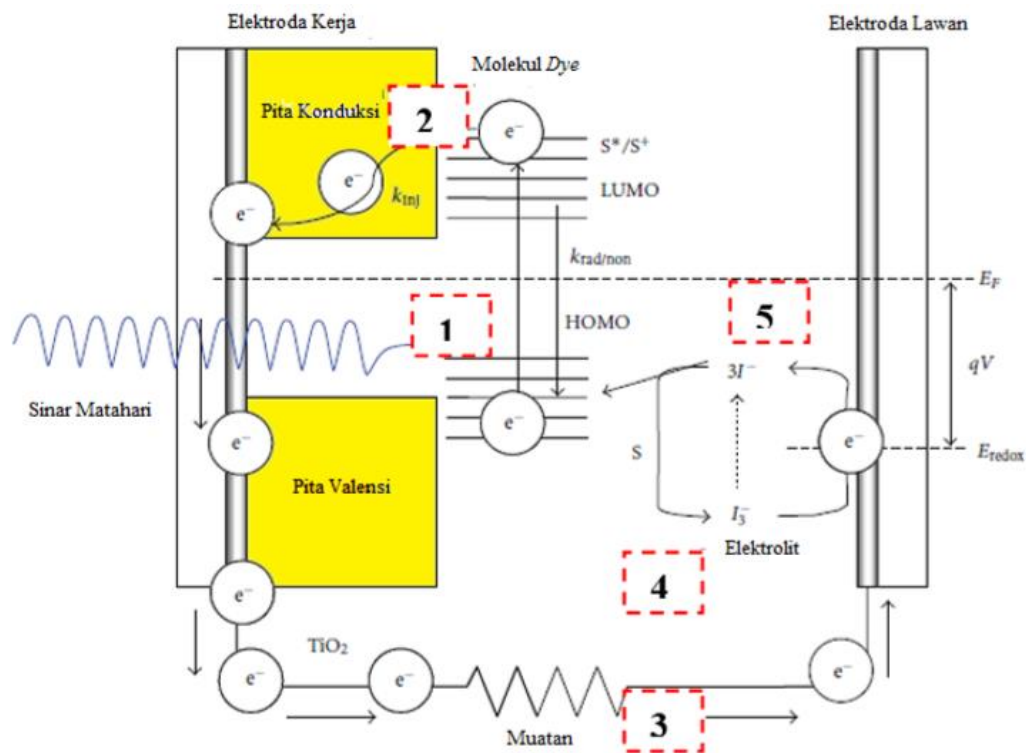 Elektroda Kerja
Elektroda Lawan
Molekul Dye
Pita Konduksi
2
e⁻
S*/S⁺
e⁻
LUMO
k_Inj
e⁻
k_rad/non
E_F
1
HOMO
5
3I⁻
qV
Sinar Matahari
e⁻
e⁻
e⁻
S
E_redox
Pita Valensi
I₃⁻
Elektrolit
e⁻
4
TiO₂
e⁻
e⁻
e⁻
3
Muatan